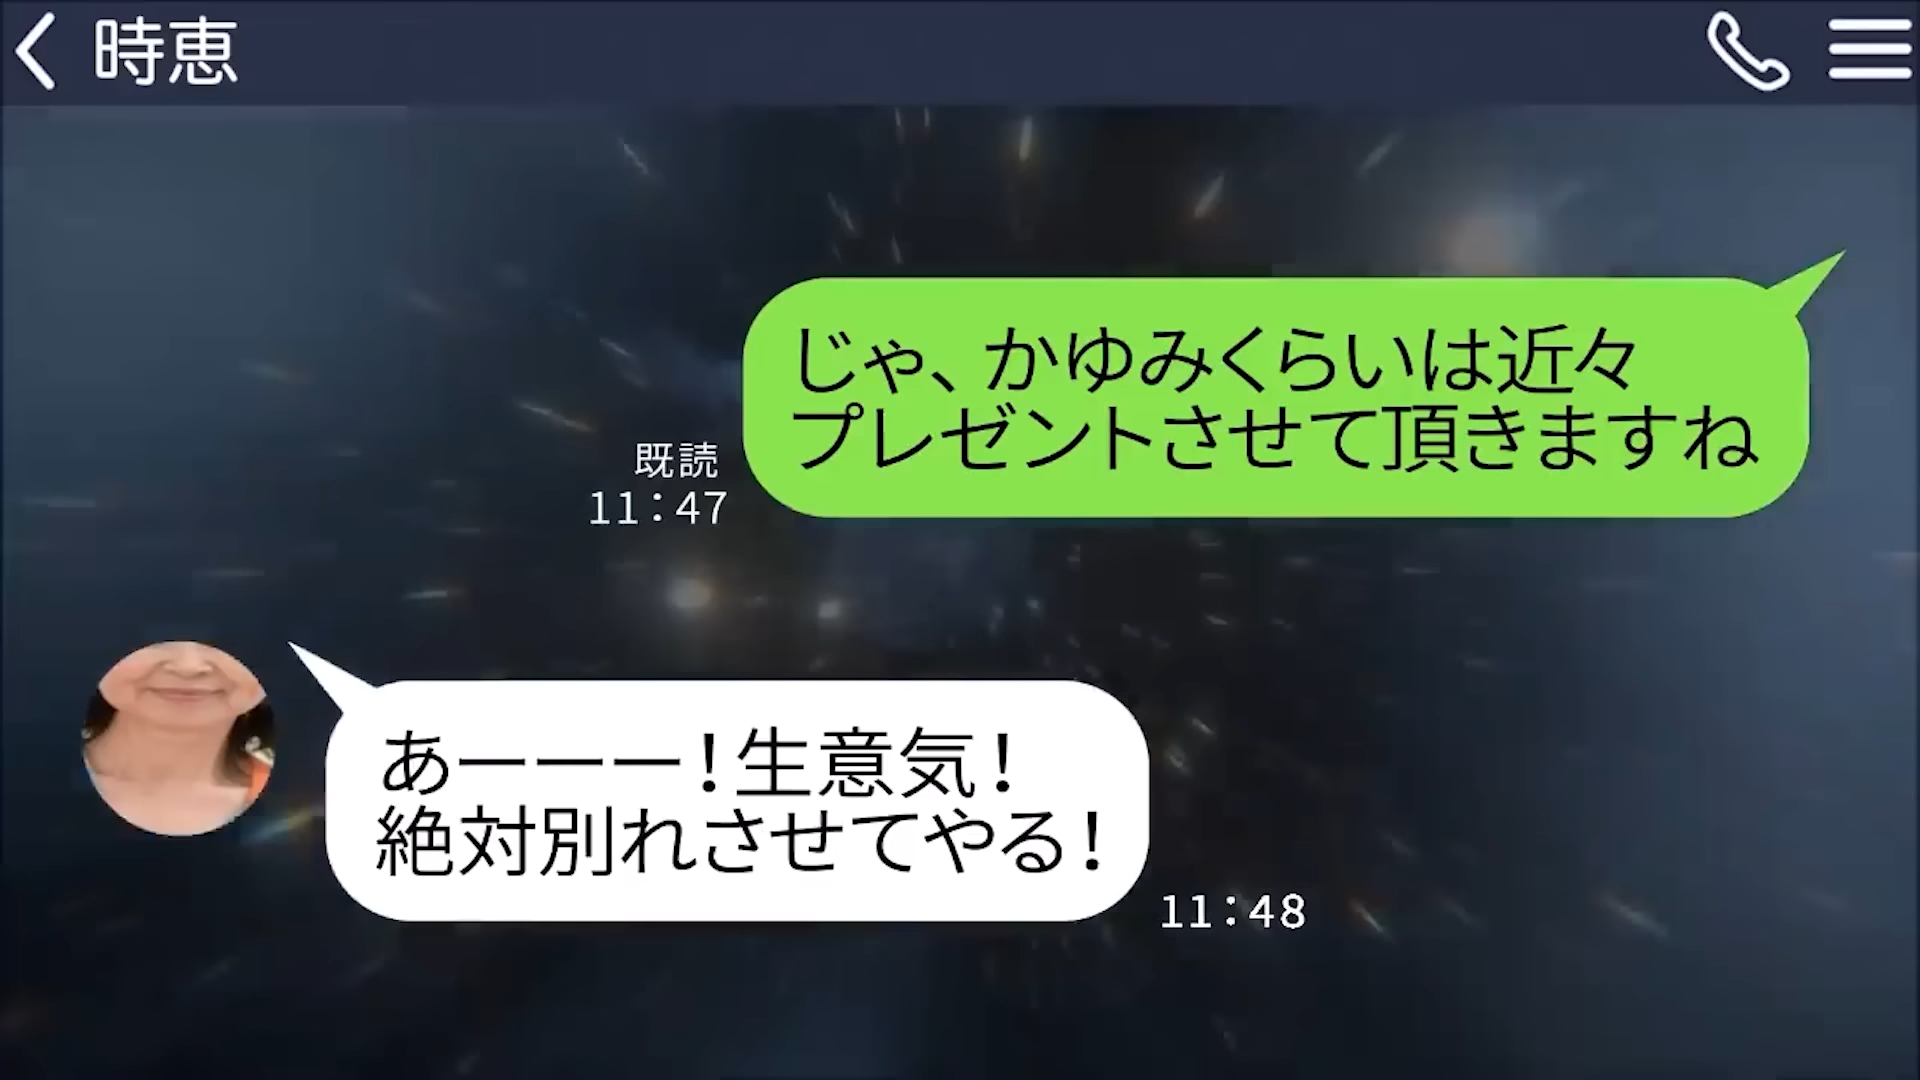 時恵
じゃ、かゆみくらいは近々
プレゼントさせて頂きますね
既読
11:47
あーーー！生意気！
絶対別れさせてやる！
11:48